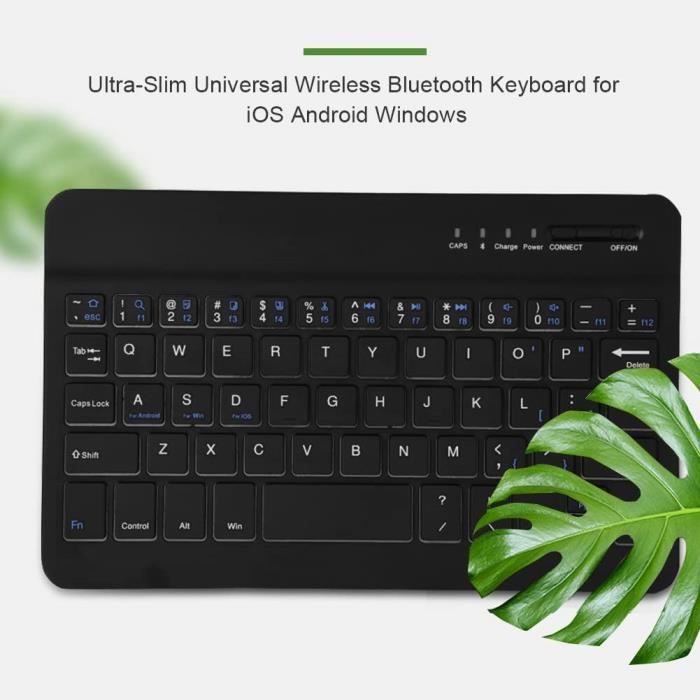 Ultra-Slim Universal Wireless Bluetooth Keyboard for
iOS Android Windows
CAPS Charge Power CONNECT OFF/ON
~ ! @ # $ % ^ & * ( ) — +
` esc 1 f1 2 f2 3 f3 4 f4 5 f5 6 f6 7 f7 8 f8 9 f9 0 f10 – f11 = f12
Tab Q W E R T Y U I O ' P " Delete
Caps Lock A For Android S For Win D For iOS F G H J K L [ :
⇧ Shift Z X C V B N M < , {
Fn Control Alt Win ? /